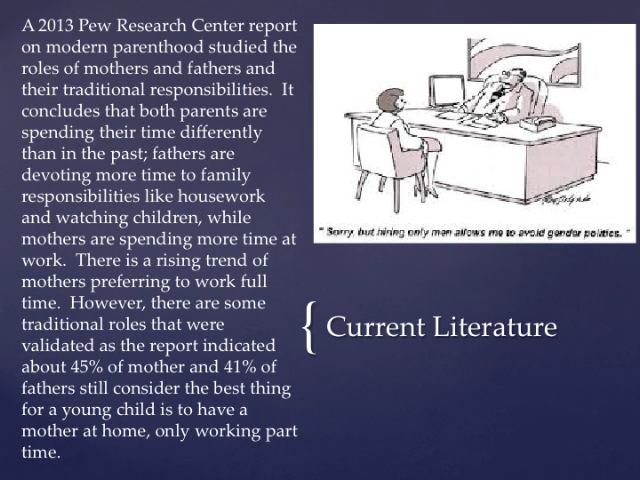 A 2013 Pew Research Center report
on modern parenthood studied the
roles of mothers and fathers and
their traditional responsibilities.  It
concludes that both parents are
spending their time differently
than in the past; fathers are
devoting more time to family
responsibilities like housework
and watching children, while
mothers are spending more time at
work.  There is a rising trend of
mothers preferring to work full
time.  However, there are some
traditional roles that were
validated as the report indicated
about 45% of mother and 41% of
fathers still consider the best thing
for a young child is to have a
mother at home, only working part
time.
" Sorry, but hiring only men allows me to avoid gender politics. "
{ Current Literature